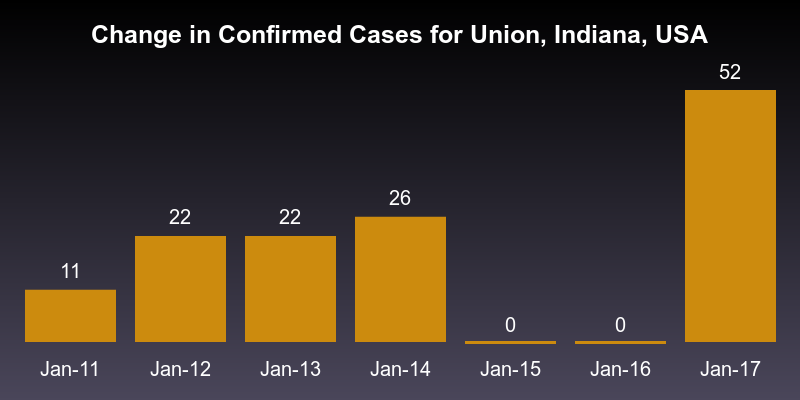 Change in Confirmed Cases for Union, Indiana, USA
52
26
22 22
11
0 0
Jan-11 Jan-12 Jan-13 Jan-14 Jan-15 Jan-16 Jan-17